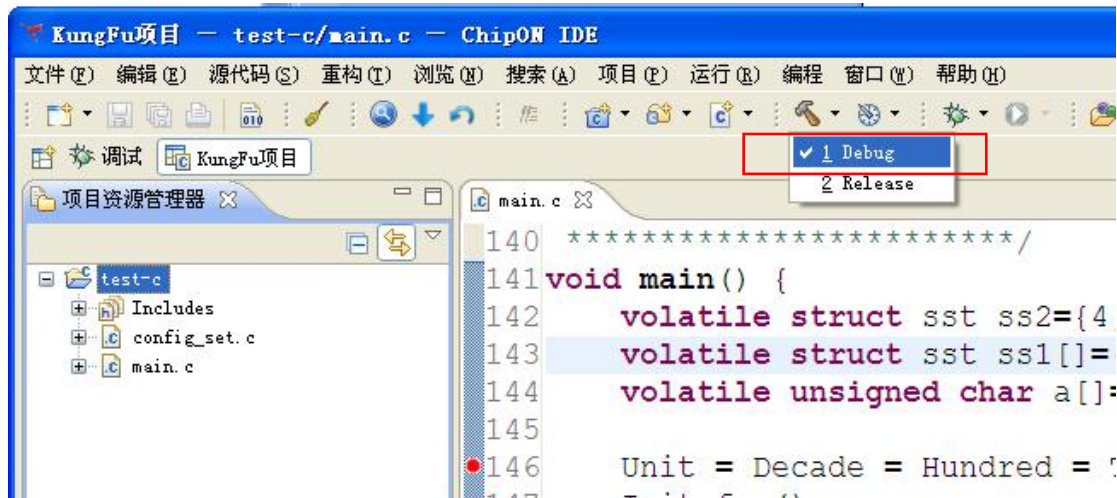 KungFu项目 — test-c/main.c — ChipON IDE
文件(F) 编辑(E) 源代码(S) 重构(T) 浏览(N) 搜索(A) 项目(P) 运行(R) 编程 窗口(W) 帮助(H)
调试 KungFu项目
1 Debug
2 Release
项目资源管理器
test-c
Includes
config_set.c
main.c
main.c
140 *************************/
141 void main() {
142 volatile struct sst ss2={4
143 volatile struct sst ss1[]=
144 volatile unsigned char a[]=
145
146 Unit = Decade = Hundred =